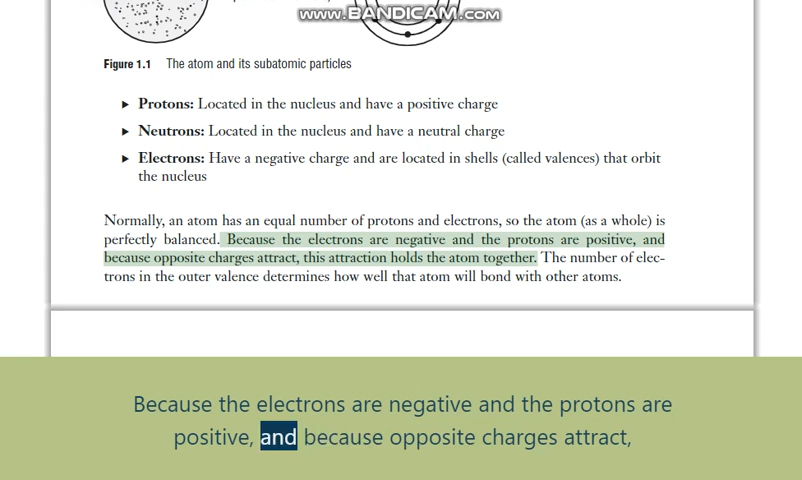 www.BANDICAM.com
Figure 1.1 The atom and its subatomic particles
▶ Protons: Located in the nucleus and have a positive charge
▶ Neutrons: Located in the nucleus and have a neutral charge
▶ Electrons: Have a negative charge and are located in shells (called valences) that orbit
the nucleus
Normally, an atom has an equal number of protons and electrons, so the atom (as a whole) is
perfectly balanced. Because the electrons are negative and the protons are positive, and
because opposite charges attract, this attraction holds the atom together. The number of elec-
trons in the outer valence determines how well that atom will bond with other atoms.
Because the electrons are negative and the protons are
positive, and because opposite charges attract,